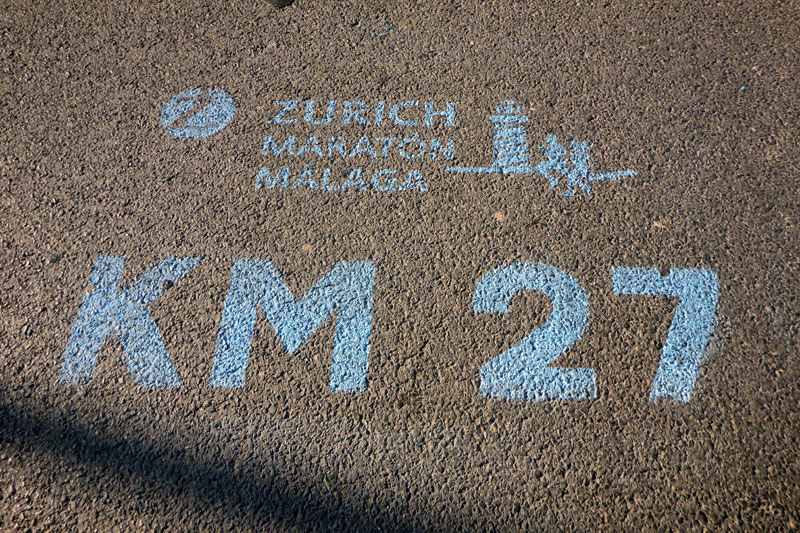 ZURICH
MARATÓN
MÁLAGA
KM 27